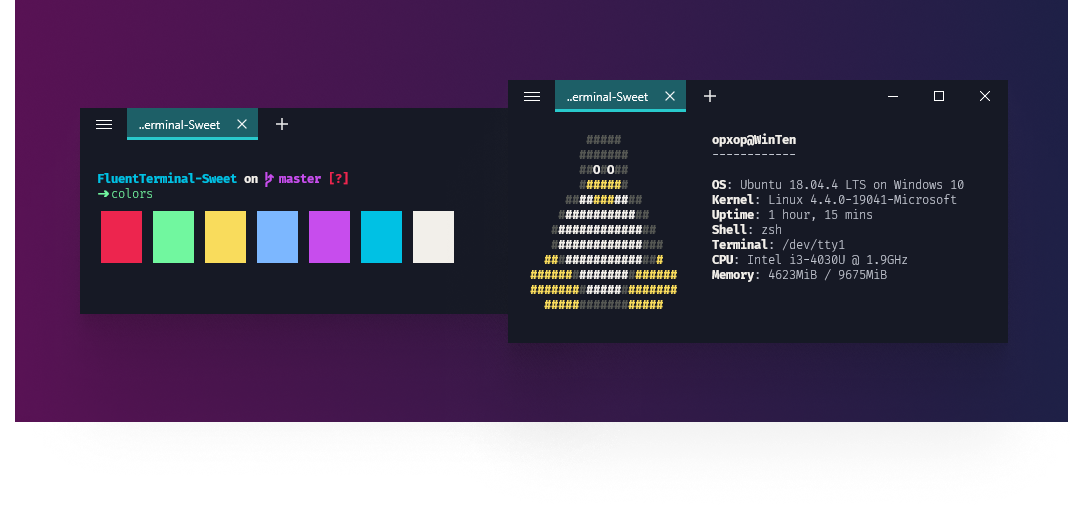 ..erminal-Sweet
FluentTerminal-Sweet on master [?]
➜colors
..erminal-Sweet
#####
#######
##O#O##
#######
###########
#############
###############
################
#################
#####################
#####################
#################
opxop@WinTen
------------
OS: Ubuntu 18.04.4 LTS on Windows 10
Kernel: Linux 4.4.0-19041-Microsoft
Uptime: 1 hour, 15 mins
Shell: zsh
Terminal: /dev/tty1
CPU: Intel i3-4030U @ 1.9GHz
Memory: 4623MiB / 9675MiB